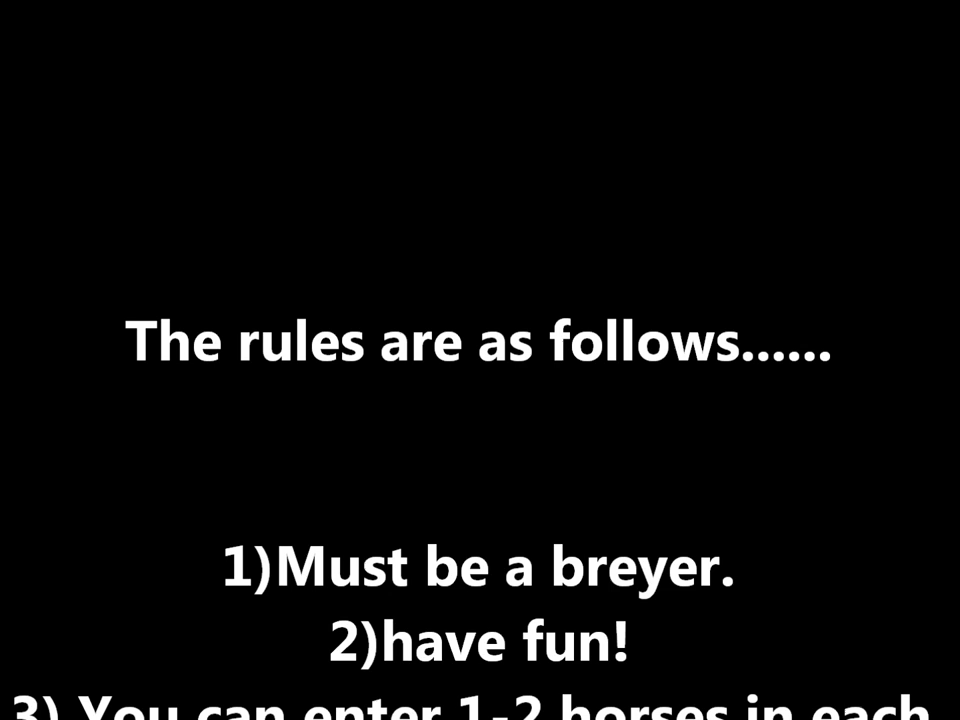 The rules are as follows......
1)Must be a breyer.
2)have fun!
3) You can enter 1-2 horses in each